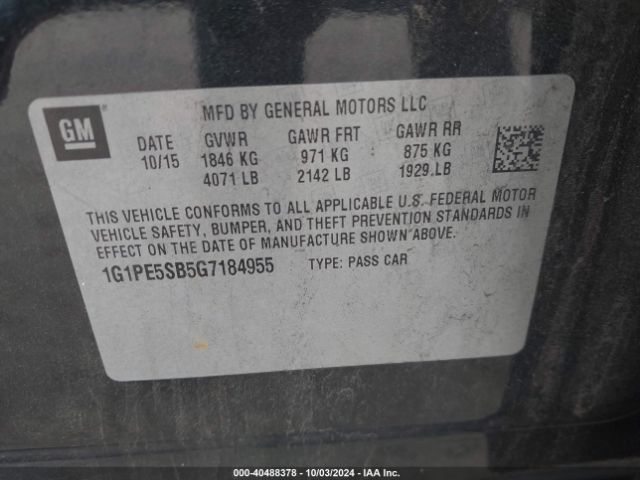 GM
MFD BY GENERAL MOTORS LLC
DATE GVWR GAWR FRT GAWR RR
10/15 1846 KG 971 KG 875 KG
4071 LB 2142 LB 1929 LB
THIS VEHICLE CONFORMS TO ALL APPLICABLE U.S. FEDERAL MOTOR
VEHICLE SAFETY, BUMPER, AND THEFT PREVENTION STANDARDS IN
EFFECT ON THE DATE OF MANUFACTURE SHOWN ABOVE.
1G1PE5SB5G7184955 TYPE: PASS CAR
000-40488378 - 10/03/2024 - IAA Inc.